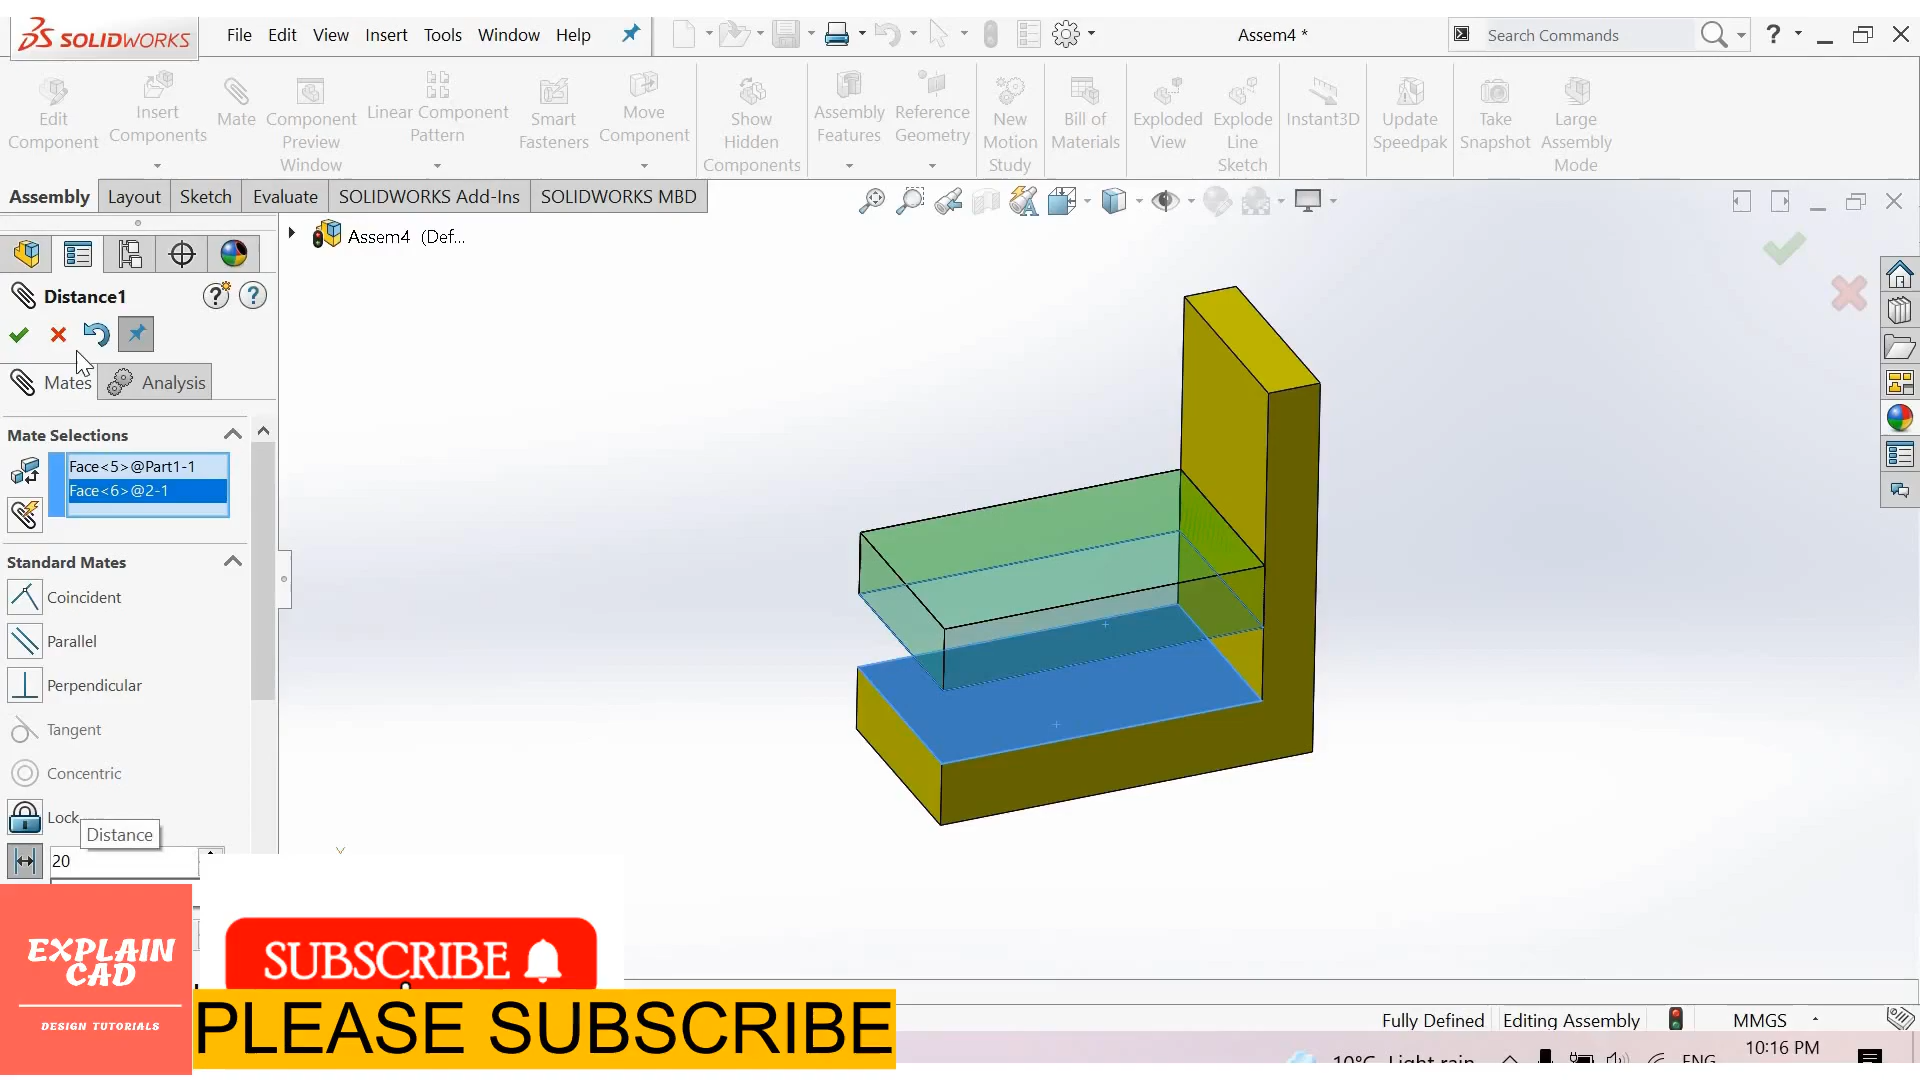 SOLIDWORKS
File Edit View Insert Tools Window Help
Assem4 *
Search Commands
Edit Component
Insert Components
Mate
Component Preview Window
Linear Component Pattern
Smart Fasteners
Move Component
Show Hidden Components
Assembly Features
Reference Geometry
New Motion Study
Bill of Materials
Exploded View
Explode Line Sketch
Instant3D
Update Speedpak
Take Snapshot
Large Assembly Mode
Assembly Layout Sketch Evaluate SOLIDWORKS Add-Ins SOLIDWORKS MBD
Assem4 (Def...
Distance1
Mates Analysis
Mate Selections
Face<5>@Part1-1
Face<6>@2-1
Standard Mates
Coincident
Parallel
Perpendicular
Tangent
Concentric
Lock
Distance
20
EXPLAIN
CAD
DESIGN TUTORIALS
SUBSCRIBE
PLEASE SUBSCRIBE
Fully Defined Editing Assembly MMGS
10°C Light rain ENG 10:16 PM